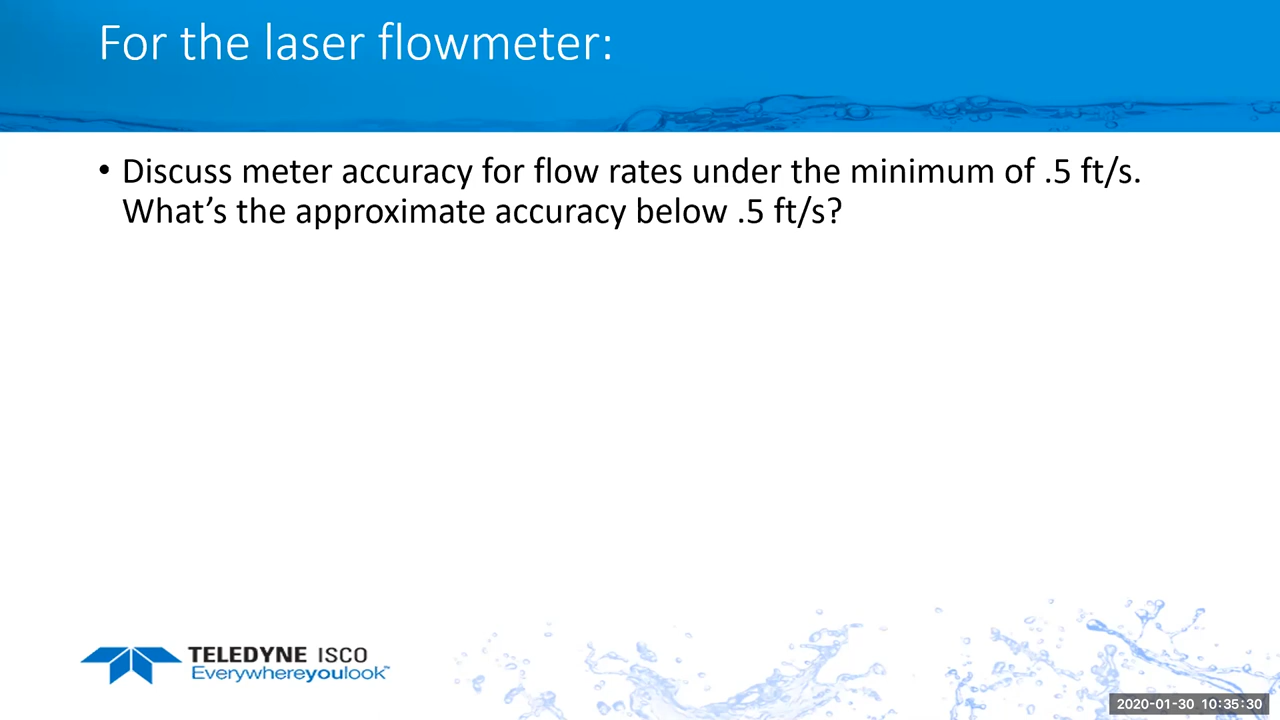 For the laser flowmeter:
• Discuss meter accuracy for flow rates under the minimum of .5 ft/s.
What’s the approximate accuracy below .5 ft/s?
TELEDYNE ISCO
Everywhereyoulook™
2020-01-30 10:35:30